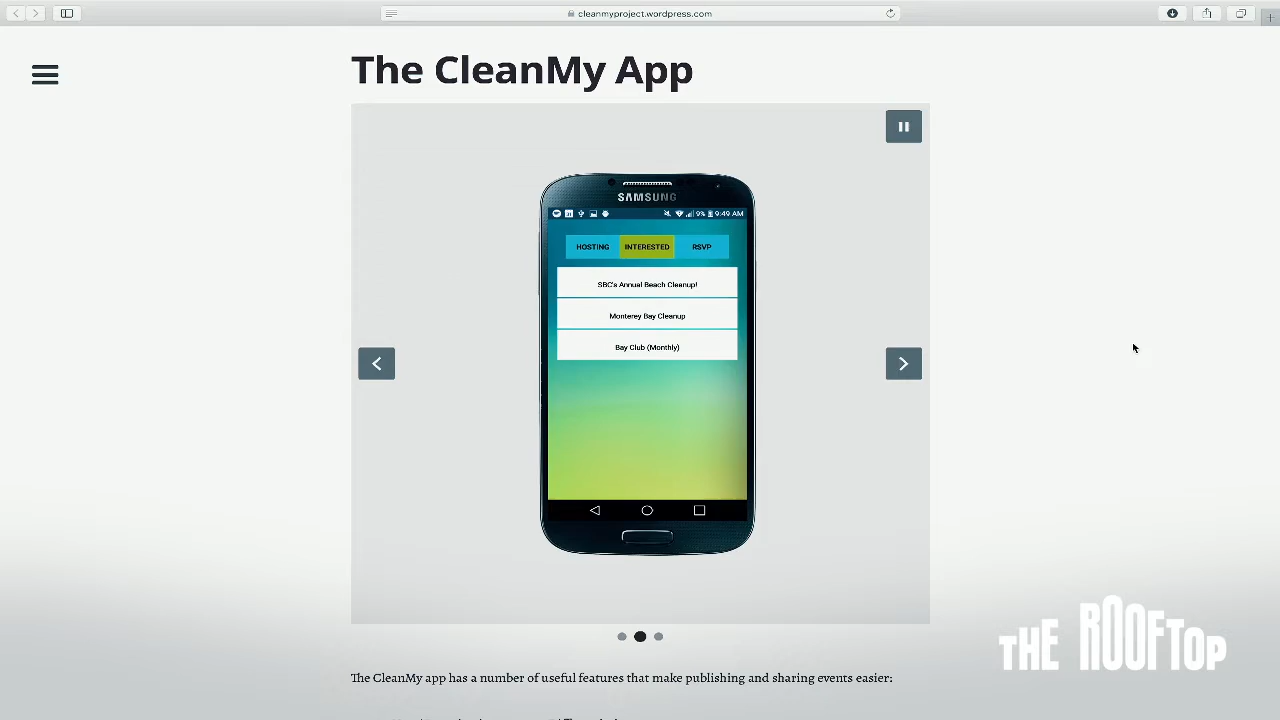 cleanmyproject.wordpress.com
The CleanMy App
SAMSUNG
9% 9:49 AM
HOSTING INTERESTED RSVP
SBC's Annual Beach Cleanup!
Monterey Bay Cleanup
Bay Club (Monthly)
THE ROOFTOP
The CleanMy app has a number of useful features that make publishing and sharing events easier: